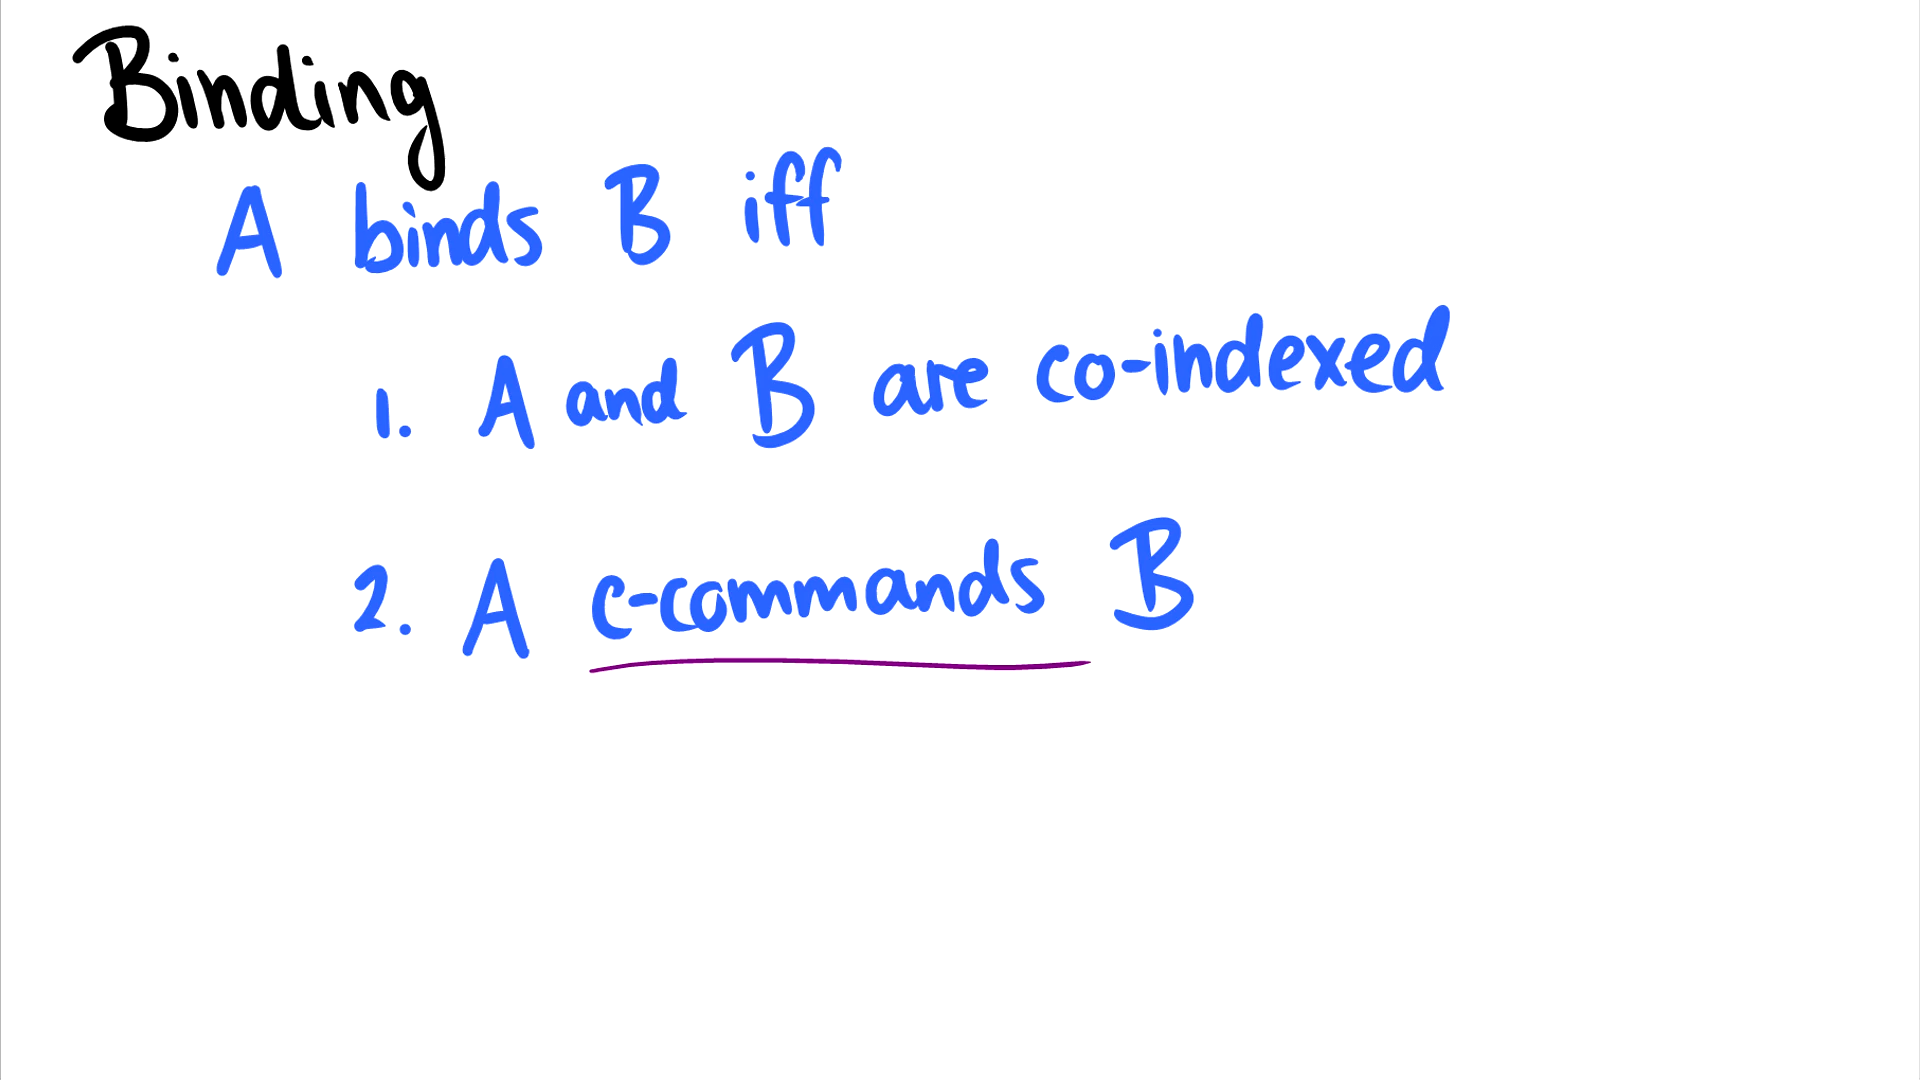 Binding
A binds B iff
1. A and B are co-indexed
2. A c-commands B